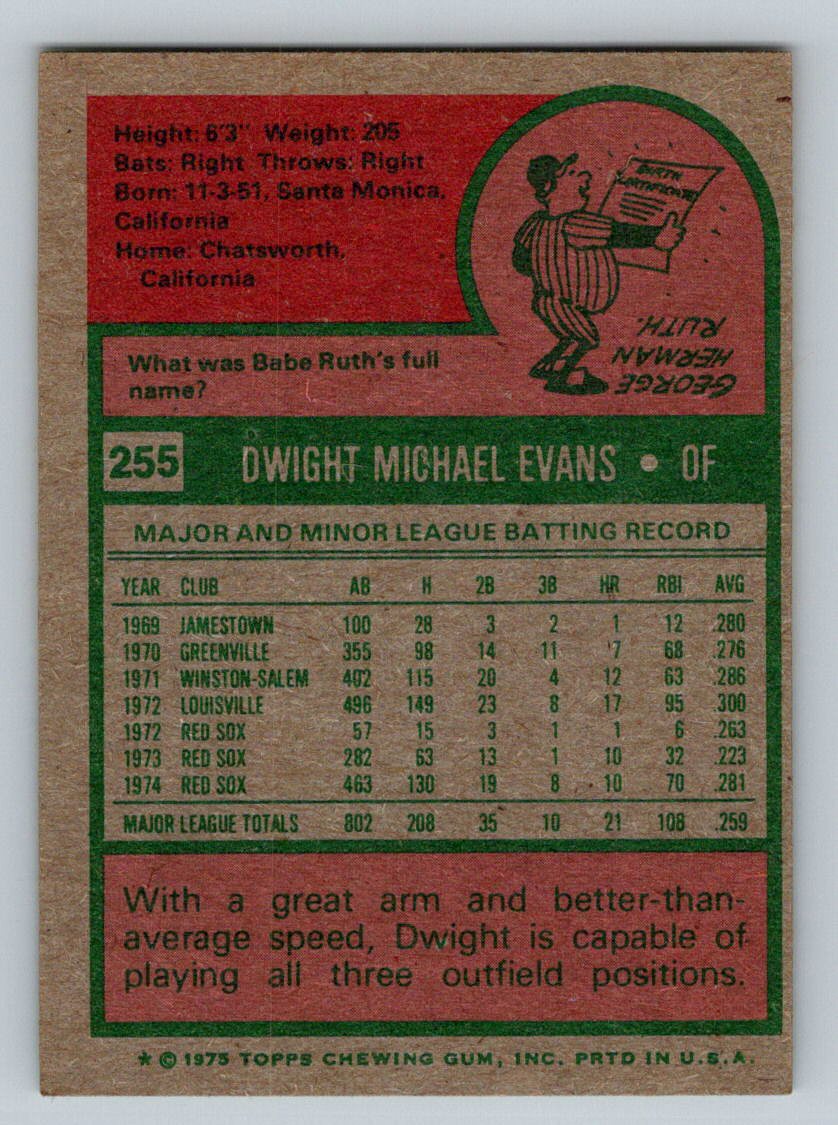 Height: 6'3" Weight: 205
Bats: Right Throws: Right
Born: 11-3-51, Santa Monica,
California
Home: Chatsworth,
California
BIRTH
CERTIFICATE
What was Babe Ruth's full
name?
GEORGE
HERMAN
RUTH.
255 DWIGHT MICHAEL EVANS • OF
MAJOR AND MINOR LEAGUE BATTING RECORD
YEAR CLUB AB H 2B 3B HR RBI AVG
1969 JAMESTOWN 100 28 3 2 1 12 .280
1970 GREENVILLE 355 98 14 11 7 68 .276
1971 WINSTON-SALEM 402 115 20 4 12 63 .286
1972 LOUISVILLE 496 149 23 8 17 95 .300
1972 RED SOX 57 15 3 1 1 6 .263
1973 RED SOX 282 63 13 1 10 32 .223
1974 RED SOX 463 130 19 8 10 70 .281
MAJOR LEAGUE TOTALS 802 208 35 10 21 108 .259
With a great arm and better-than-
average speed, Dwight is capable of
playing all three outfield positions.
* © 1975 TOPPS CHEWING GUM, INC. PRTD IN U.S.A.